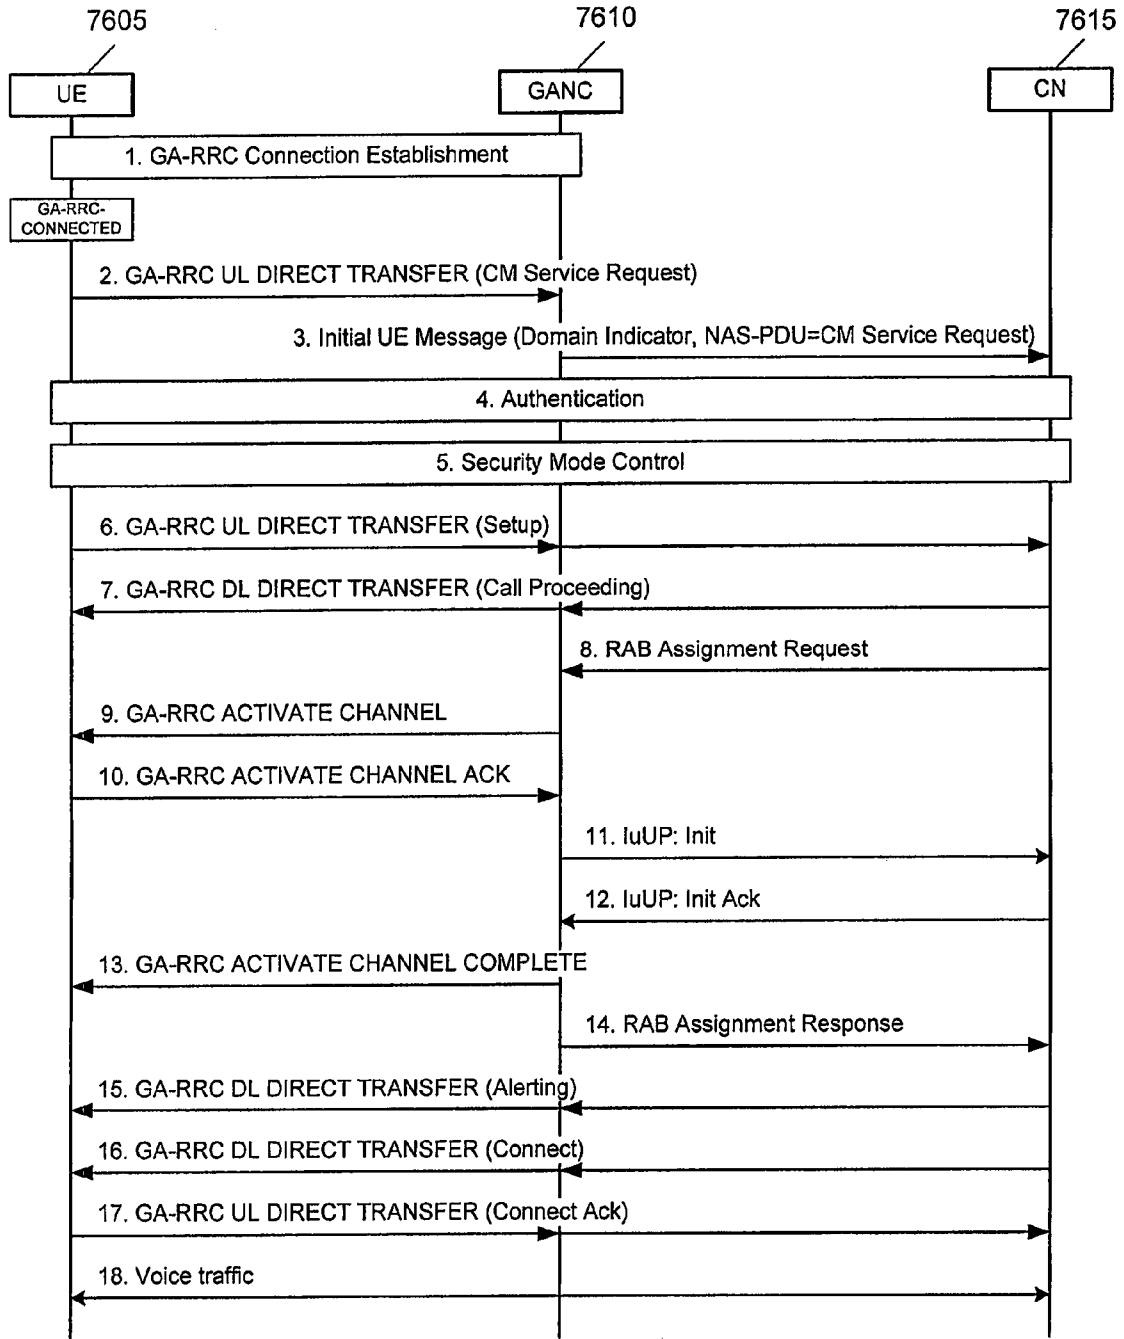 7605
7610
7615
UE
GANC
CN
1. GA-RRC Connection Establishment
GA-RRC-
CONNECTED
2. GA-RRC UL DIRECT TRANSFER (CM Service Request)
3. Initial UE Message (Domain Indicator, NAS-PDU=CM Service Request)
4. Authentication
5. Security Mode Control
6. GA-RRC UL DIRECT TRANSFER (Setup)
7. GA-RRC DL DIRECT TRANSFER (Call Proceeding)
8. RAB Assignment Request
9. GA-RRC ACTIVATE CHANNEL
10. GA-RRC ACTIVATE CHANNEL ACK
11. IuUP: Init
12. IuUP: Init Ack
13. GA-RRC ACTIVATE CHANNEL COMPLETE
14. RAB Assignment Response
15. GA-RRC DL DIRECT TRANSFER (Alerting)
16. GA-RRC DL DIRECT TRANSFER (Connect)
17. GA-RRC UL DIRECT TRANSFER (Connect Ack)
18. Voice traffic